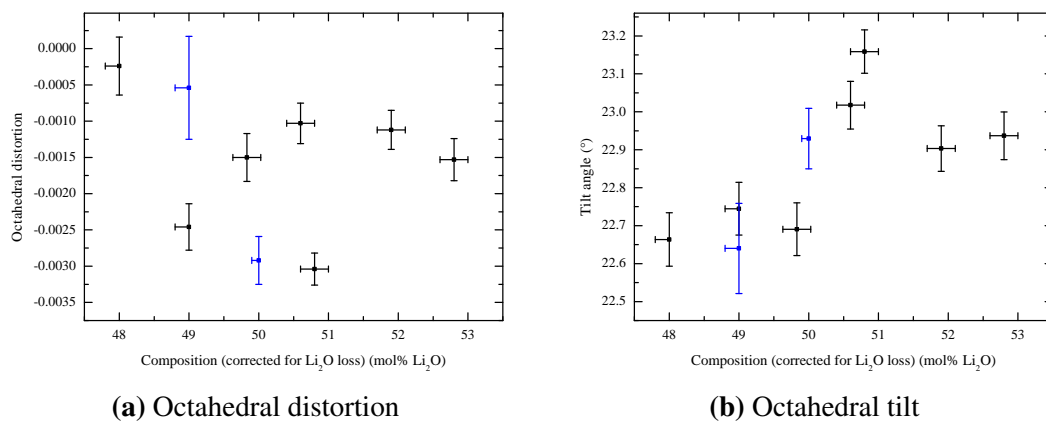 0.0000
-0.0005
-0.0010
-0.0015
-0.0020
-0.0025
-0.0030
-0.0035
Octahedral distortion
48 49 50 51 52 53
Composition (corrected for Li₂O loss) (mol% Li₂O)
(a) Octahedral distortion
23.2
23.1
23.0
22.9
22.8
22.7
22.6
22.5
Tilt angle (°)
48 49 50 51 52 53
Composition (corrected for Li₂O loss) (mol% Li₂O)
(b) Octahedral tilt